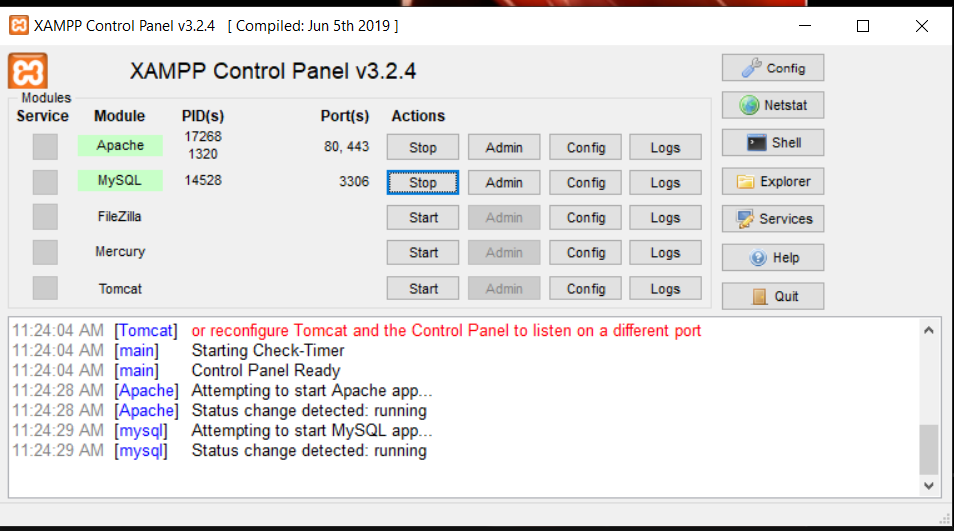 XAMPP Control Panel v3.2.4 [ Compiled: Jun 5th 2019 ]
XAMPP Control Panel v3.2.4
Config
Modules
Service Module PID(s) Port(s) Actions
Netstat
Apache 17268 1320 80, 443 Stop Admin Config Logs
Shell
MySQL 14528 3306 Stop Admin Config Logs
Explorer
FileZilla Start Admin Config Logs
Services
Mercury Start Admin Config Logs
Help
Tomcat Start Admin Config Logs
Quit
11:24:04 AM [Tomcat] or reconfigure Tomcat and the Control Panel to listen on a different port
11:24:04 AM [main] Starting Check-Timer
11:24:04 AM [main] Control Panel Ready
11:24:28 AM [Apache] Attempting to start Apache app...
11:24:28 AM [Apache] Status change detected: running
11:24:29 AM [mysql] Attempting to start MySQL app...
11:24:29 AM [mysql] Status change detected: running